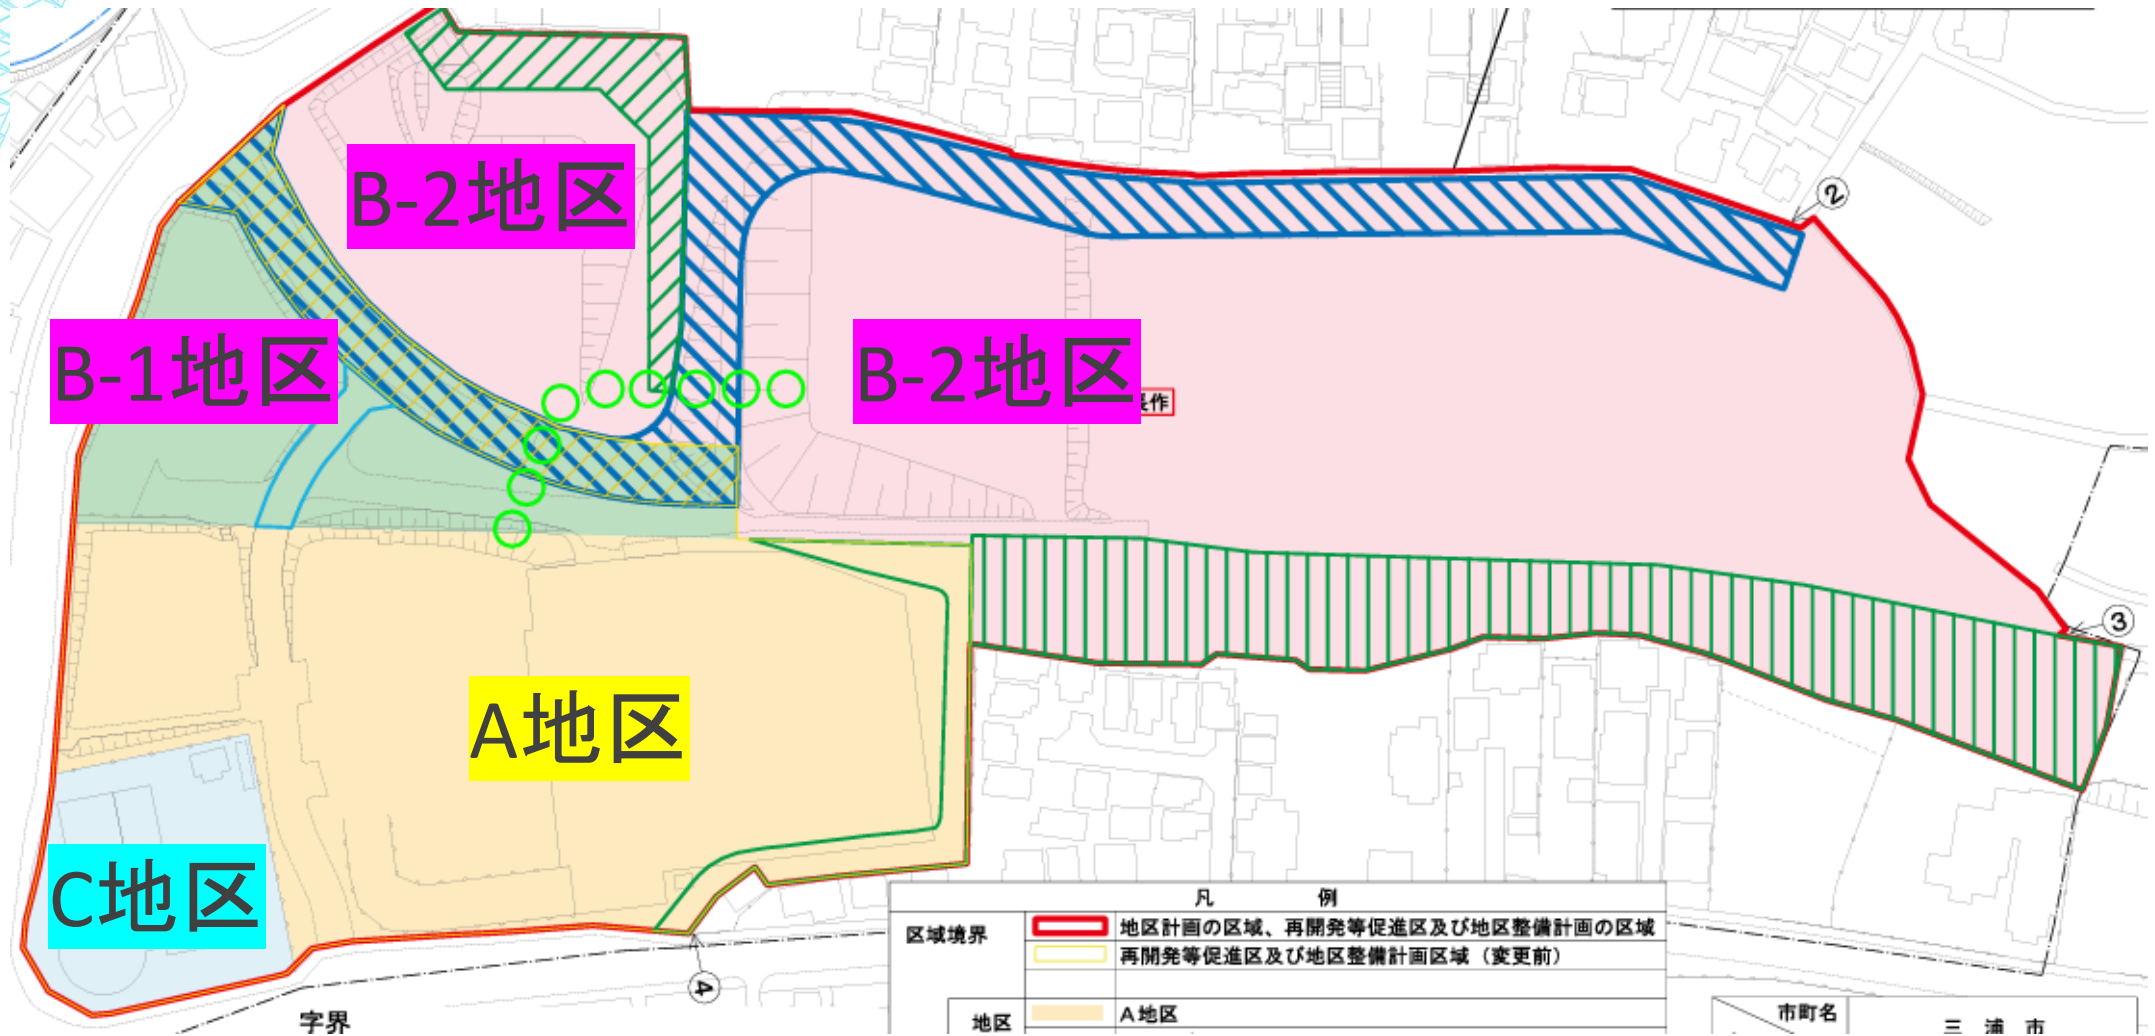 B-2地区
②
B-1地区
B-2地区
長作
③
A地区
C地区
④
字界
凡 例
区域境界
地区計画の区域、再開発等促進区及び地区整備計画の区域
再開発等促進区及び地区整備計画区域（変更前）
地区
A地区
市町名
三 浦 市